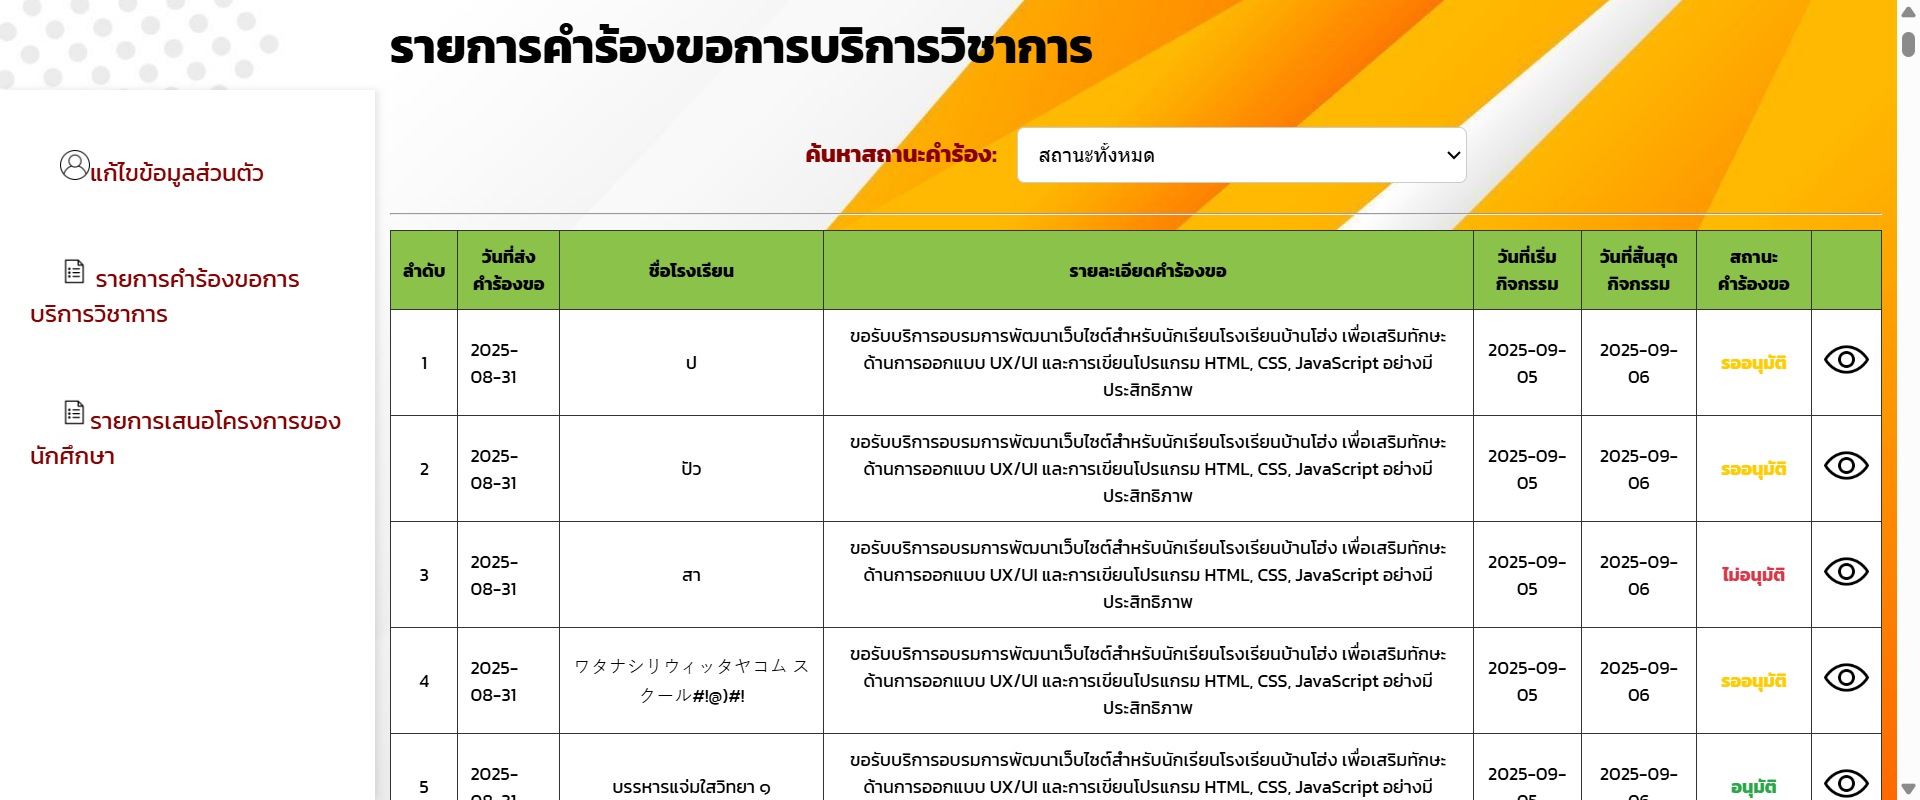 รายการคำร้องขอการบริการวิชาการ
ค้นหาสถานะคำร้อง:
สถานะทั้งหมด
แก้ไขข้อมูลส่วนตัว
รายการคำร้องขอการ
บริการวิชาการ
รายการเสนอโครงการของ
นักศึกษา
ลำดับ
วันที่ส่ง
คำร้องขอ
ชื่อโรงเรียน
รายละเอียดคำร้องขอ
วันที่เริ่ม
กิจกรรม
วันที่สิ้นสุด
กิจกรรม
สถานะ
คำร้องขอ
1
2025-
08-31
ป
ขอรับบริการอบรมการพัฒนาเว็บไซต์สำหรับนักเรียนโรงเรียนบ้านโฮ่ง เพื่อเสริมทักษะ
ด้านการออกแบบ UX/UI และการเขียนโปรแกรม HTML, CSS, JavaScript อย่างมี
ประสิทธิภาพ
2025-09-
05
2025-09-
06
รออนุมัติ
2
2025-
08-31
ปัว
ขอรับบริการอบรมการพัฒนาเว็บไซต์สำหรับนักเรียนโรงเรียนบ้านโฮ่ง เพื่อเสริมทักษะ
ด้านการออกแบบ UX/UI และการเขียนโปรแกรม HTML, CSS, JavaScript อย่างมี
ประสิทธิภาพ
2025-09-
05
2025-09-
06
รออนุมัติ
3
2025-
08-31
สา
ขอรับบริการอบรมการพัฒนาเว็บไซต์สำหรับนักเรียนโรงเรียนบ้านโฮ่ง เพื่อเสริมทักษะ
ด้านการออกแบบ UX/UI และการเขียนโปรแกรม HTML, CSS, JavaScript อย่างมี
ประสิทธิภาพ
2025-09-
05
2025-09-
06
ไม่อนุมัติ
4
2025-
08-31
ワタナシリウィッタヤコム ス
クール#!@)#!
ขอรับบริการอบรมการพัฒนาเว็บไซต์สำหรับนักเรียนโรงเรียนบ้านโฮ่ง เพื่อเสริมทักษะ
ด้านการออกแบบ UX/UI และการเขียนโปรแกรม HTML, CSS, JavaScript อย่างมี
ประสิทธิภาพ
2025-09-
05
2025-09-
06
รออนุมัติ
5
2025-
08-31
บรรหารแจ่มใสวิทยา ๑
ขอรับบริการอบรมการพัฒนาเว็บไซต์สำหรับนักเรียนโรงเรียนบ้านโฮ่ง เพื่อเสริมทักษะ
ด้านการออกแบบ UX/UI และการเขียนโปรแกรม HTML, CSS, JavaScript อย่างมี
2025-09-
05
2025-09-
06
อนุมัติ